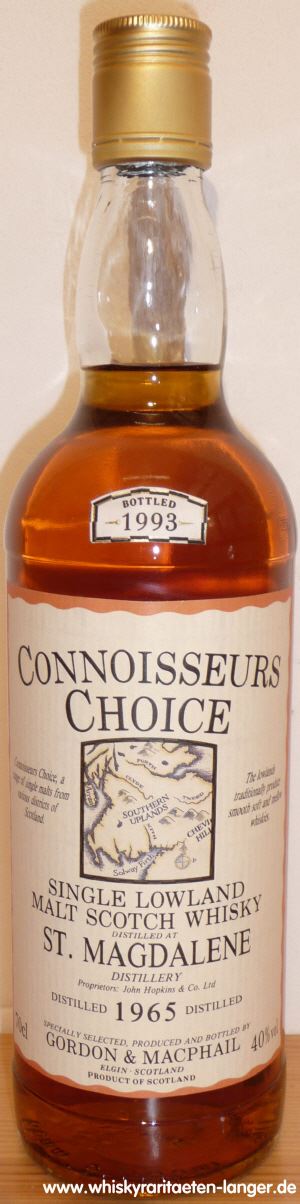 BOTTLED
1993
CONNOISSEURS
CHOICE
Connoisseurs Choice, a
range of single malts from
various districts of
Scotland.
The lowlands
traditionally produce
smooth soft and mellow
whiskies.
FORTH
CLYDE
SOUTHERN
UPLANDS
CHEVIOT
HILLS
Solway Firth
SINGLE LOWLAND
MALT SCOTCH WHISKY
DISTILLED AT
ST. MAGDALENE
DISTILLERY
Proprietors: John Hopkins & Co. Ltd
DISTILLED 1965 DISTILLED
70cl
SPECIALLY SELECTED, PRODUCED AND BOTTLED BY
GORDON & MACPHAIL
40%vol
ELGIN · SCOTLAND
PRODUCT OF SCOTLAND
www.whiskyraritaeten-langer.de